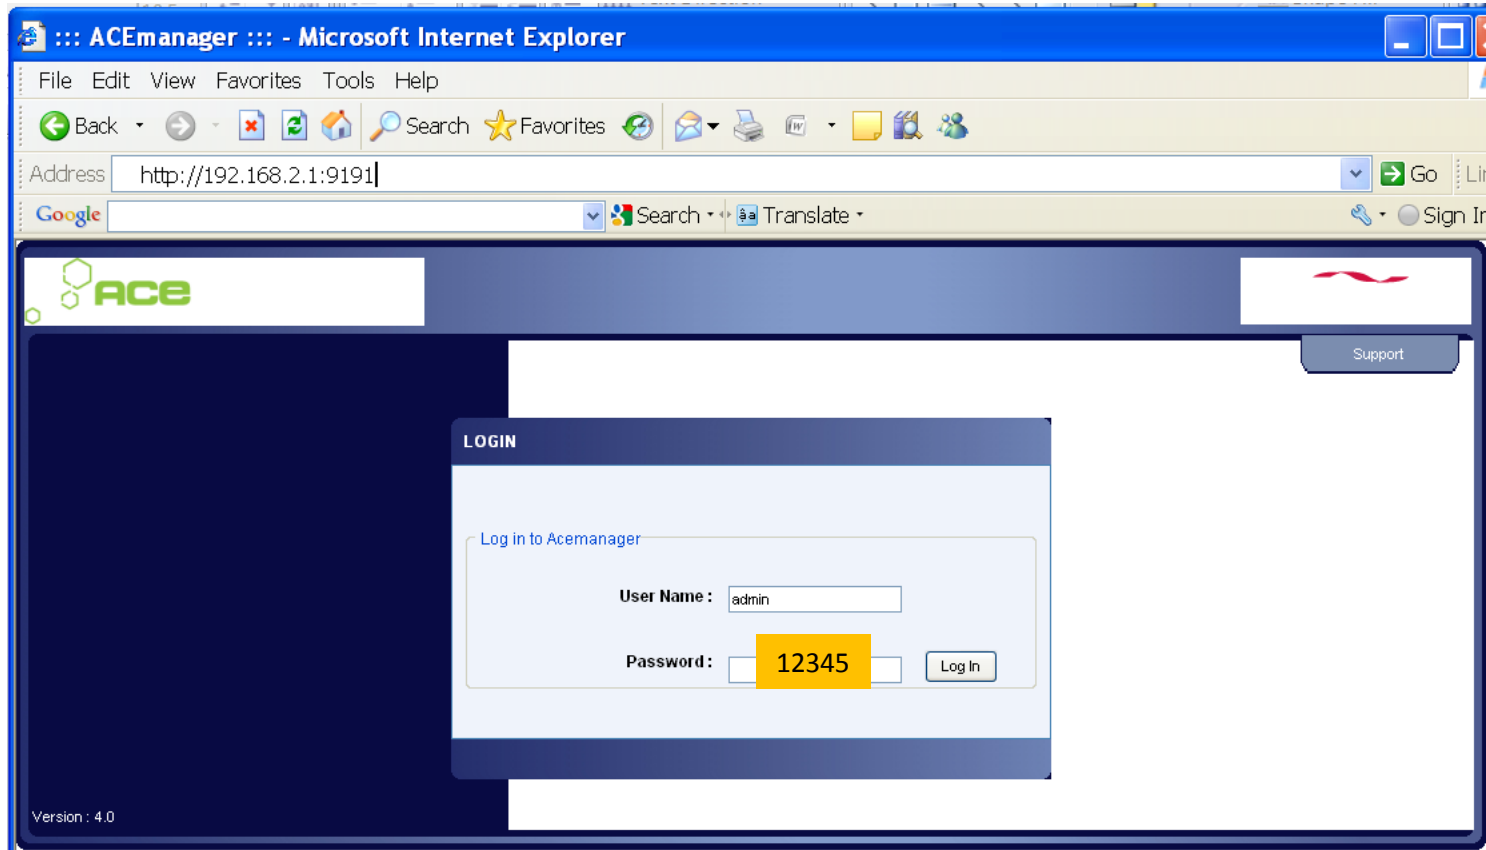 ::: ACEmanager ::: - Microsoft Internet Explorer
File Edit View Favorites Tools Help
Back Search Favorites
Address http://192.168.2.1:9191 Go
Google Search Translate Sign
ACe
Support
LOGIN
Log in to Acemanager
User Name : admin
Password : 12345 Log In
Version : 4.0